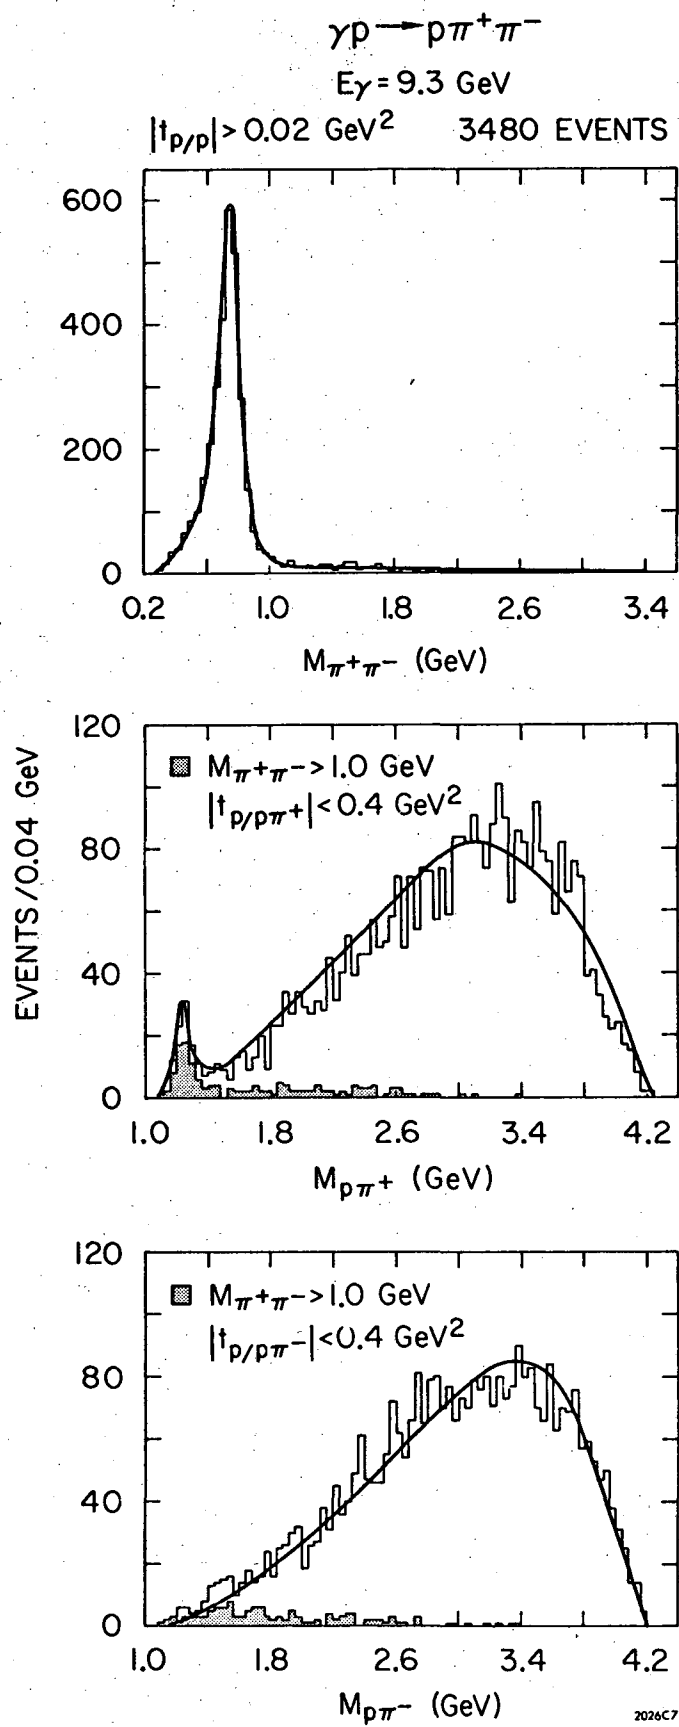 γp → pπ⁺π⁻
Eγ = 9.3 GeV
|t_p/p| > 0.02 GeV² 3480 EVENTS
600
400
200
0
0.2 1.0 1.8 2.6 3.4
M_π⁺π⁻ (GeV)
EVENTS/0.04 GeV
120
M_π⁺π⁻ > 1.0 GeV
|t_p/pπ⁺| < 0.4 GeV²
80
40
0
1.0 1.8 2.6 3.4 4.2
M_pπ⁺ (GeV)
120
M_π⁺π⁻ > 1.0 GeV
|t_p/pπ⁻| < 0.4 GeV²
80
40
0
1.0 1.8 2.6 3.4 4.2
M_pπ⁻ (GeV)
2026C7